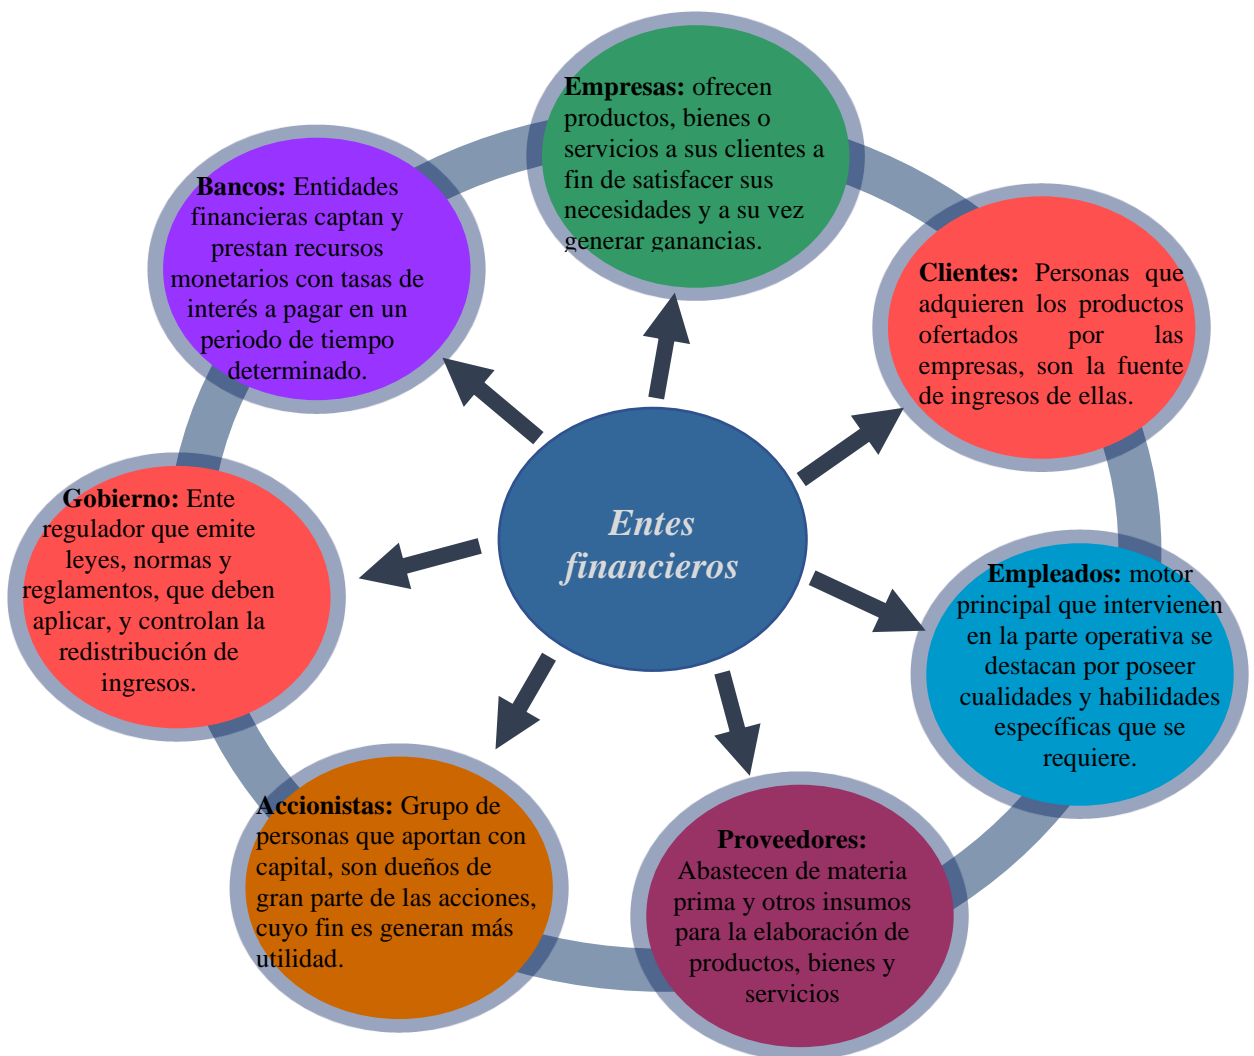 Empresas: ofrecen
productos, bienes o
servicios a sus clientes a
fin de satisfacer sus
necesidades y a su vez
generar ganancias.
Bancos: Entidades
financieras captan y
prestan recursos
monetarios con tasas de
interés a pagar en un
periodo de tiempo
determinado.
Clientes: Personas que
adquieren los productos
ofertados por las
empresas, son la fuente
de ingresos de ellas.
Entes
financieros
Gobierno: Ente
regulador que emite
leyes, normas y
reglamentos, que deben
aplicar, y controlan la
redistribución de
ingresos.
Empleados: motor
principal que intervienen
en la parte operativa se
destacan por poseer
cualidades y habilidades
específicas que se
requiere.
Accionistas: Grupo de
personas que aportan con
capital, son dueños de
gran parte de las acciones,
cuyo fin es generan más
utilidad.
Proveedores:
Abastecen de materia
prima y otros insumos
para la elaboración de
productos, bienes y
servicios